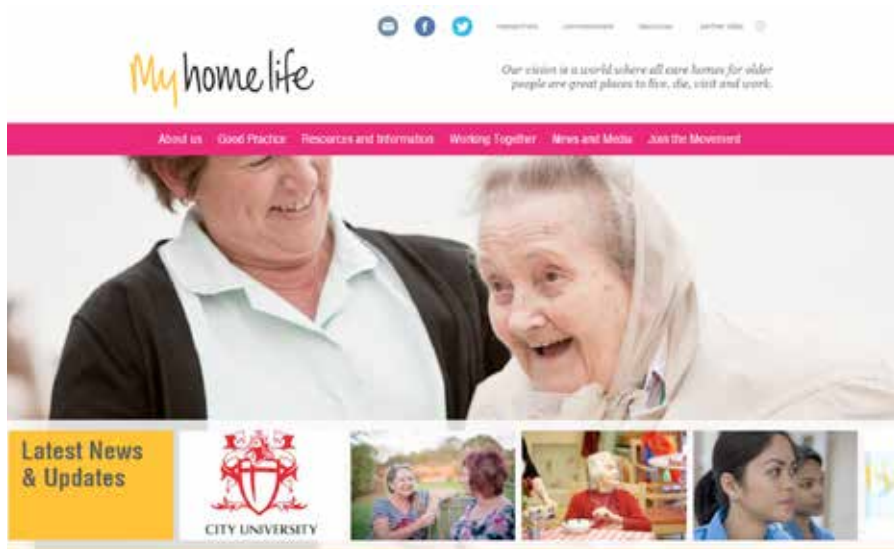 My home life
Our vision is a world where all care homes for older
people are great places to live, die, visit and work.
About us Good Practice Resources and Information Working Together News and Media Join the Movement
Latest News
& Updates
CITY UNIVERSITY